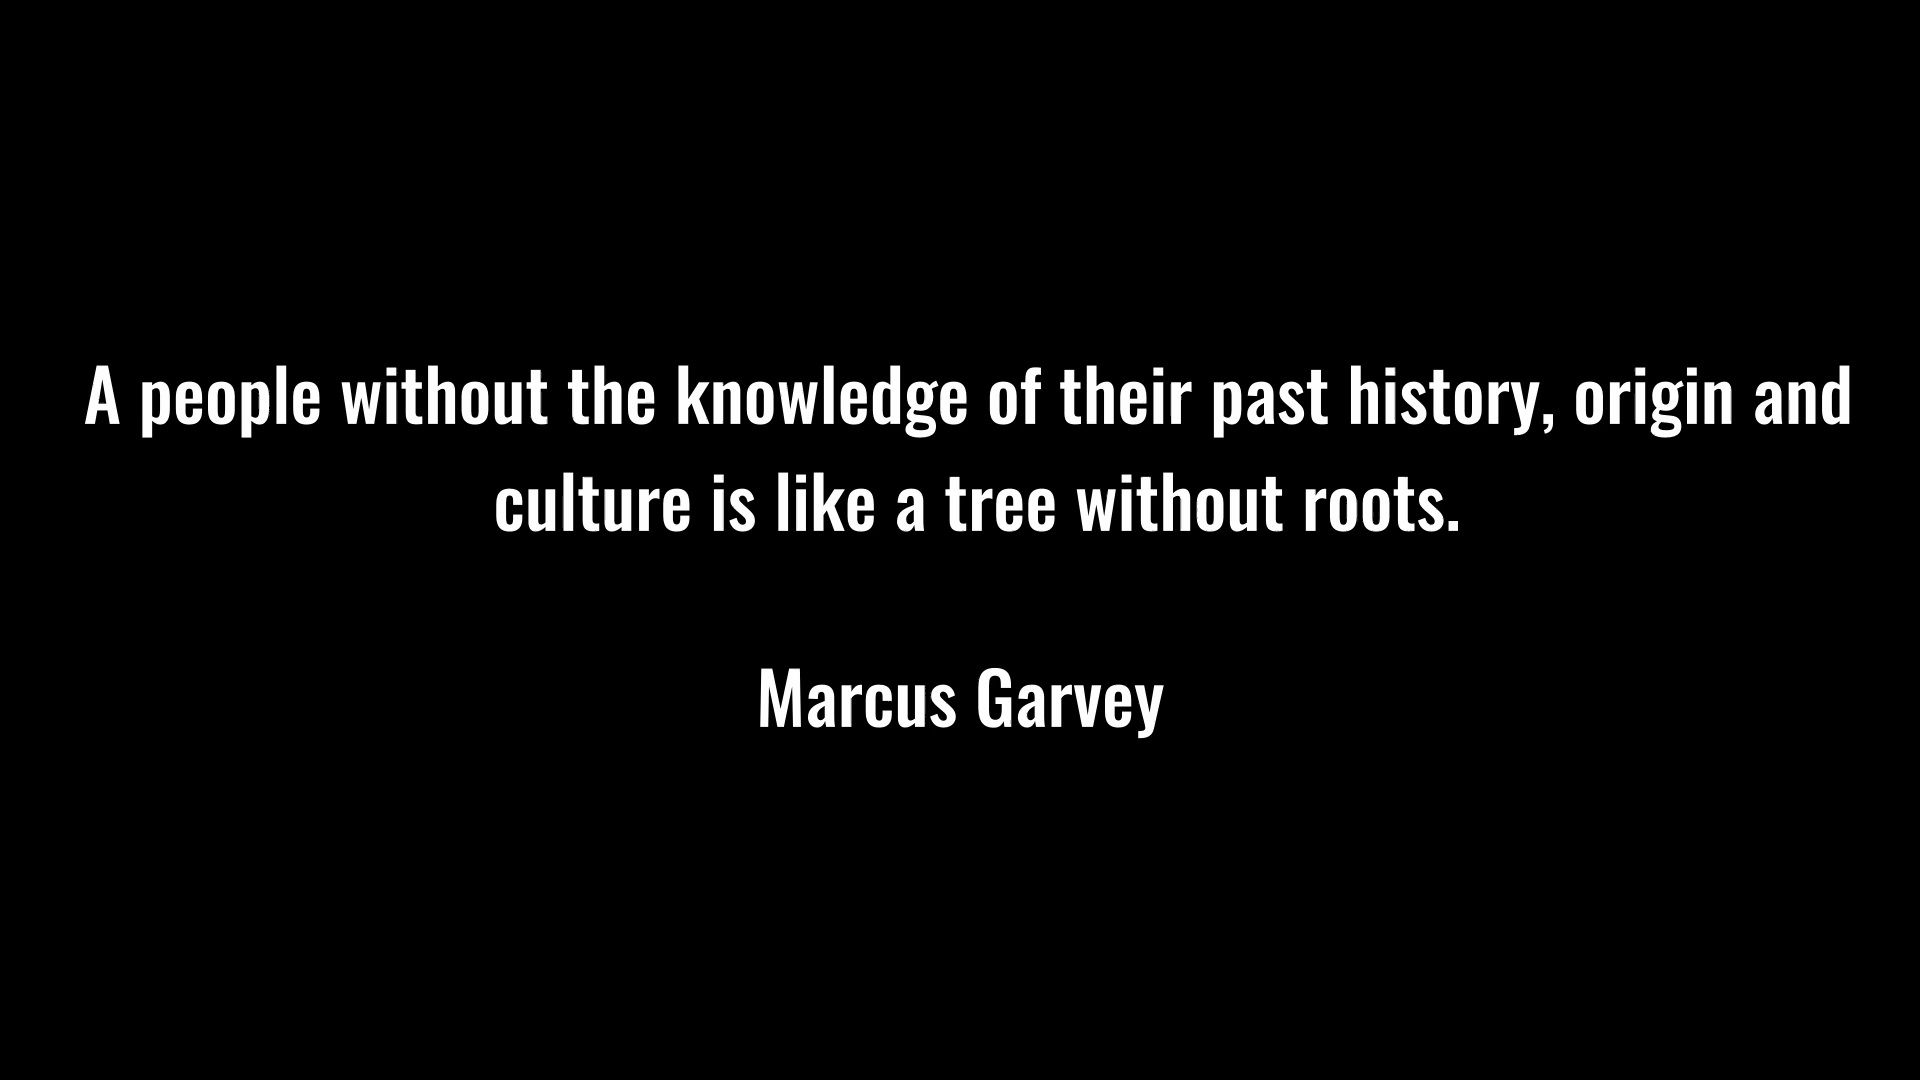 A people without the knowledge of their past history, origin and
culture is like a tree without roots.
Marcus Garvey